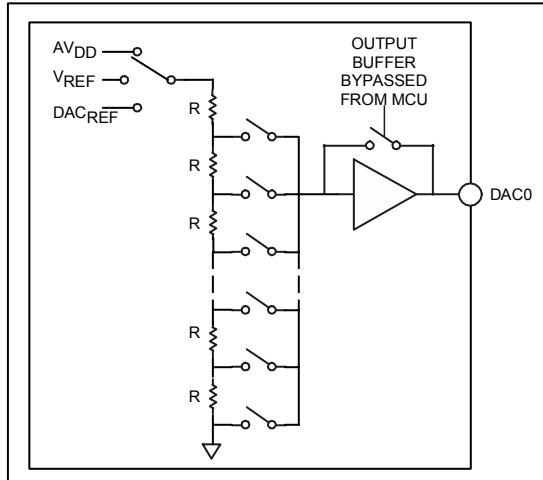 AVDD
VREF
DACREF
OUTPUT
BUFFER
BYPASSED
FROM MCU
R
R
R
DAC0
R
R